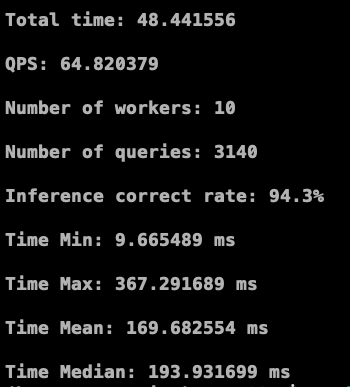 Total time: 48.441556
QPS: 64.820379
Number of workers: 10
Number of queries: 3140
Inference correct rate: 94.3%
Time Min: 9.665489 ms
Time Max: 367.291689 ms
Time Mean: 169.682554 ms
Time Median: 193.931699 ms